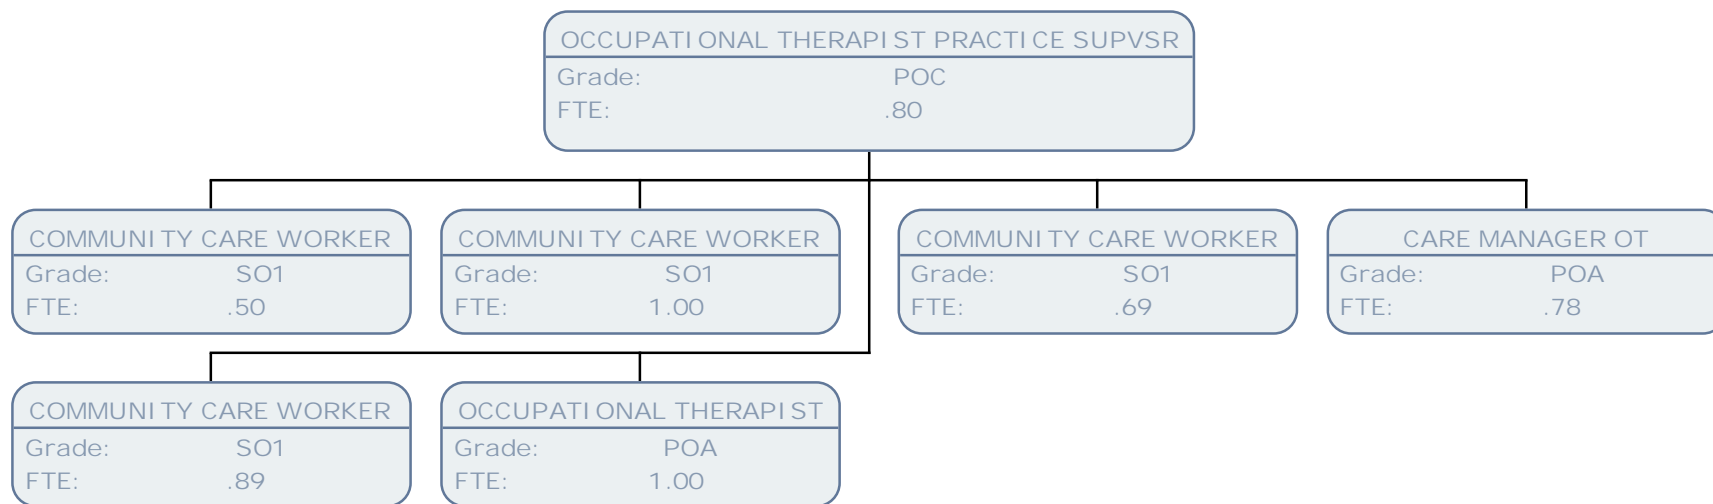 OCCUPATIONAL THERAPIST PRACTICE SUPVSR
Grade: POC
FTE: .80
COMMUNITY CARE WORKER
Grade: SO1
FTE: .50
COMMUNITY CARE WORKER
Grade: SO1
FTE: 1.00
COMMUNITY CARE WORKER
Grade: SO1
FTE: .69
CARE MANAGER OT
Grade: POA
FTE: .78
COMMUNITY CARE WORKER
Grade: SO1
FTE: .89
OCCUPATIONAL THERAPIST
Grade: POA
FTE: 1.00